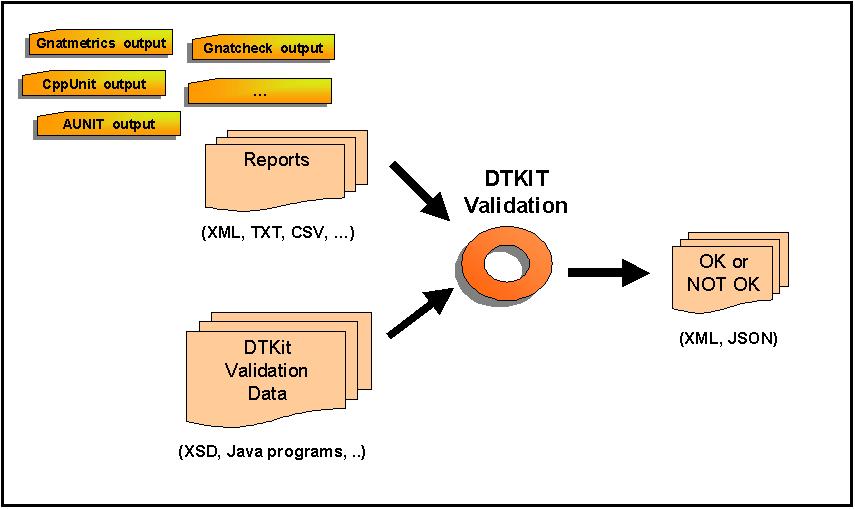 Gnatmetrics output
Gnatcheck output
CppUnit output
...
AUNIT output
Reports
(XML, TXT, CSV, ...)
DTKIT
Validation
OK or
NOT OK
(XML, JSON)
DTKit
Validation
Data
(XSD, Java programs, ..)